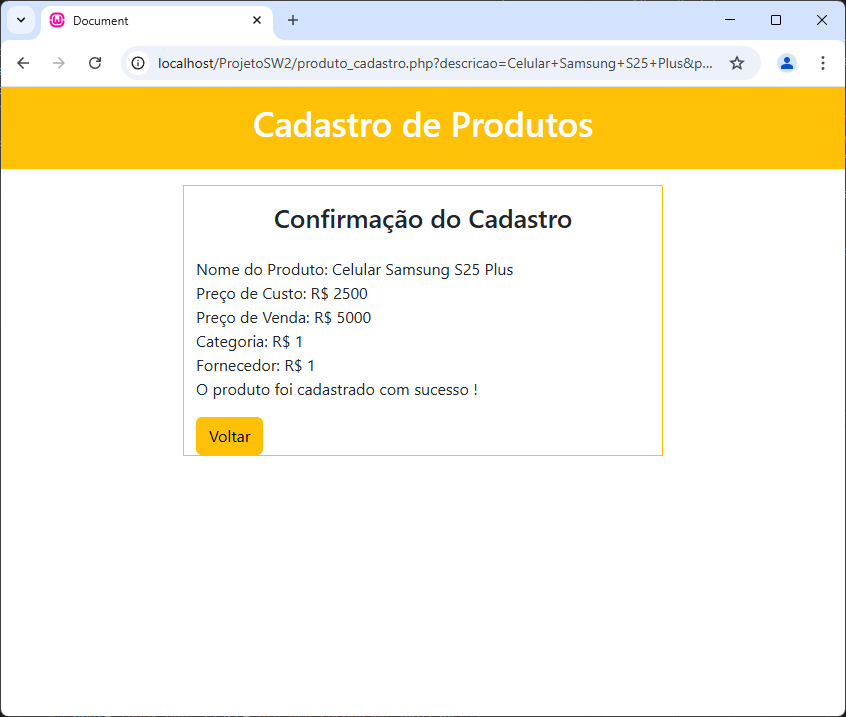 Document
localhost/ProjetoSW2/produto_cadastro.php?descricao=Celular+Samsung+S25+Plus&p...
Cadastro de Produtos
Confirmação do Cadastro
Nome do Produto: Celular Samsung S25 Plus
Preço de Custo: R$ 2500
Preço de Venda: R$ 5000
Categoria: R$ 1
Fornecedor: R$ 1
O produto foi cadastrado com sucesso !
Voltar